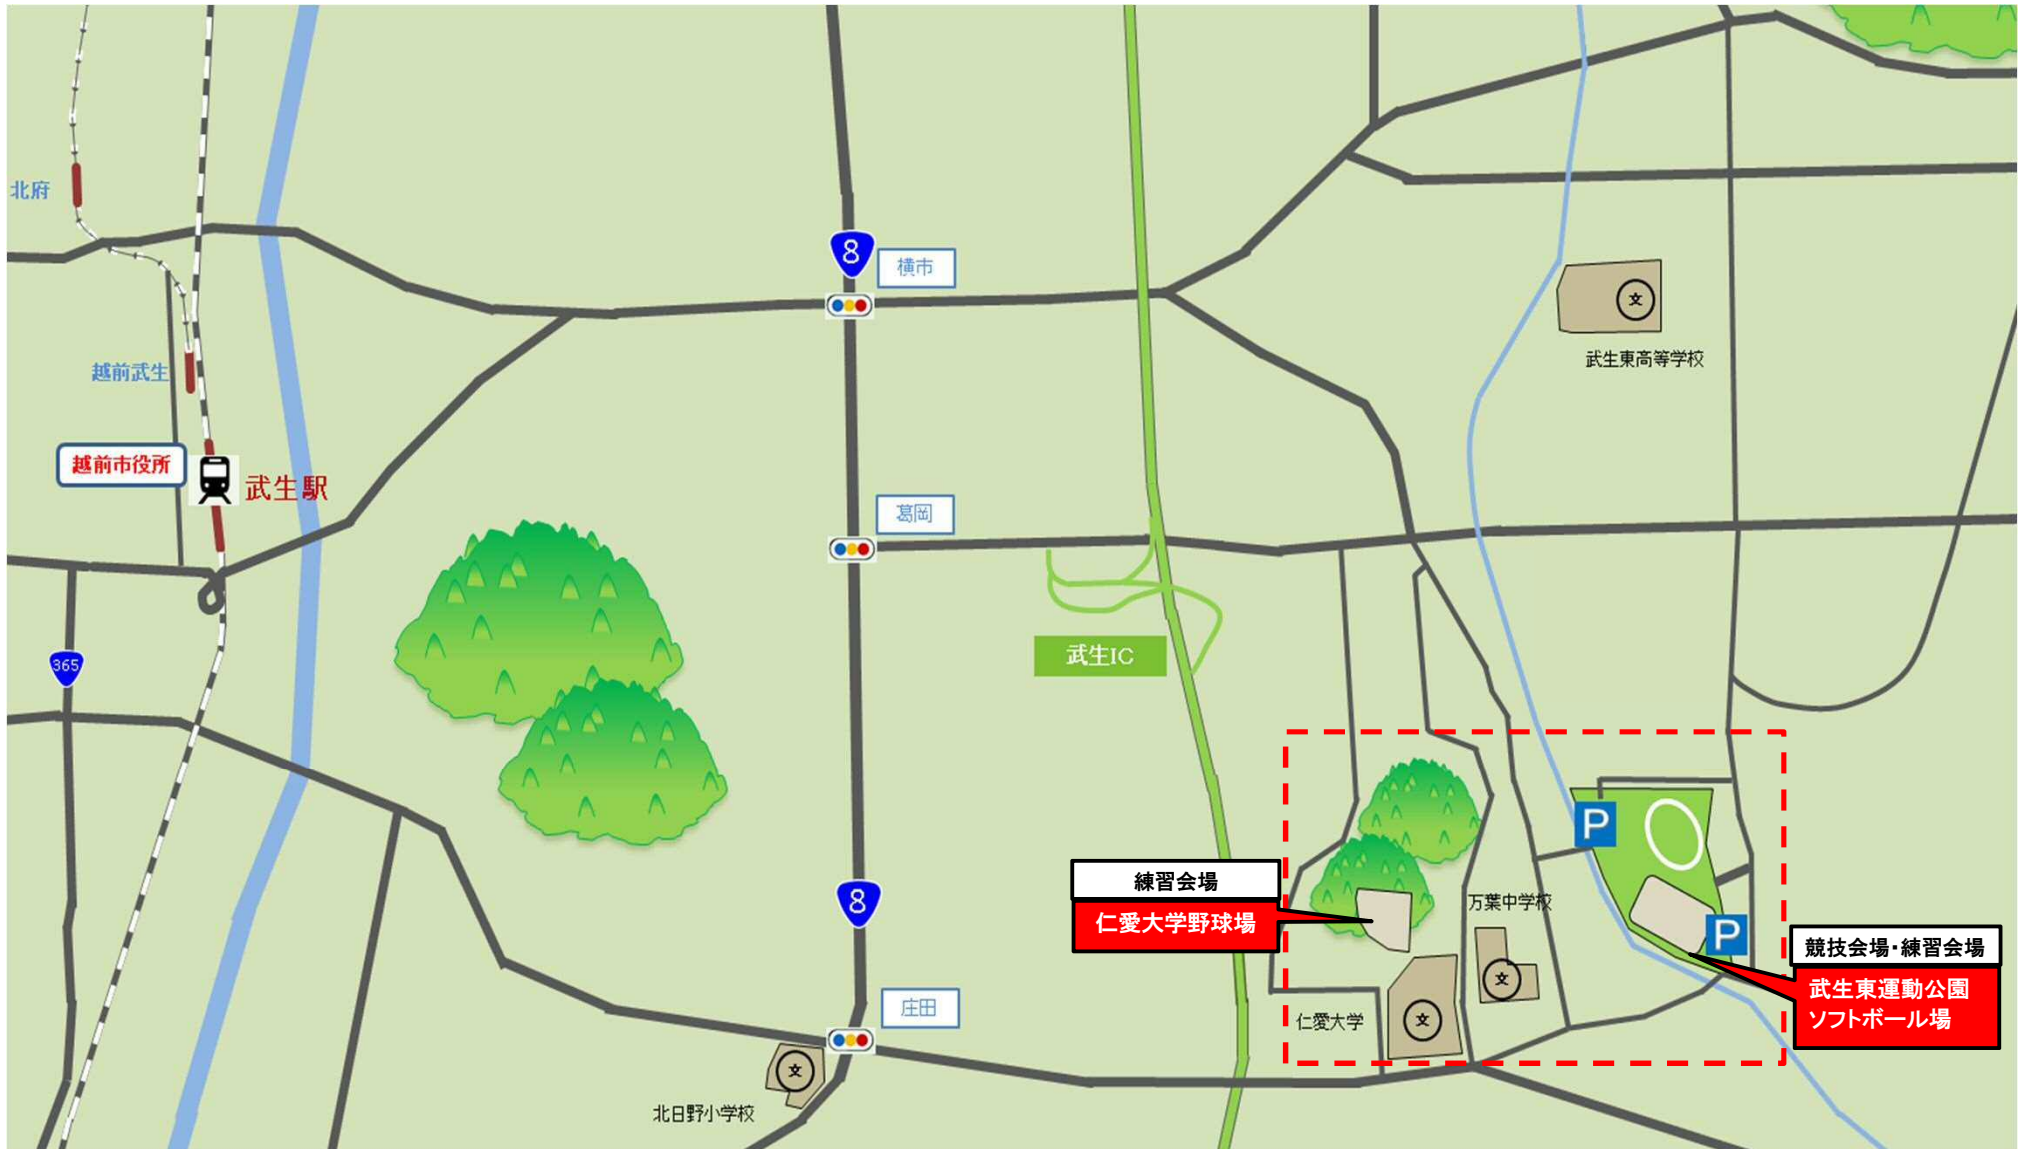 北府
8
横市
文
武生東高等学校
越前武生
越前市役所
武生駅
葛岡
武生IC
365
P
練習会場
仁愛大学野球場
8
万葉中学校
P
競技会場・練習会場
武生東運動公園
ソフトボール場
文
庄田
仁愛大学
文
文
北日野小学校